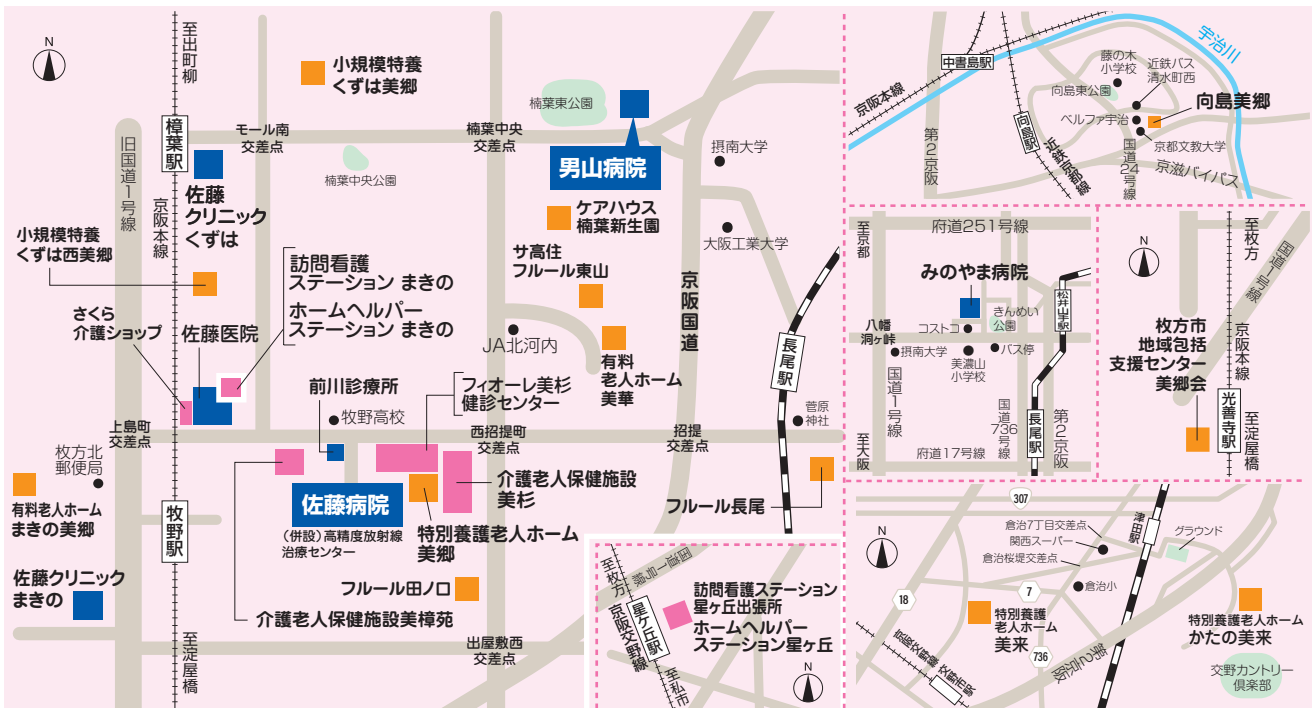 N
至出町柳
樟葉駅
旧国道1号線
京阪本線
モール南
交差点
小規模特養
くずは美郷
楠葉中央
交差点
楠葉東公園
男山病院
摂南大学
佐藤
クリニック
くずは
楠葉中央公園
ケアハウス
楠葉新生園
大阪工業大学
小規模特養
くずは西美郷
訪問看護
ステーション まきの
ホームヘルパー
ステーション まきの
サ高住
フルール東山
京阪国道
さくら
介護ショップ
佐藤医院
JA北河内
有料
老人ホーム
美華
長尾駅
前川診療所
フィオーレ美杉
健診センター
牧野高校
菅原
神社
上島町
交差点
西招提町
交差点
招提
交差点
枚方北
郵便局
有料老人ホーム
まきの美郷
牧野駅
佐藤病院
(併設)高精度放射線
治療センター
介護老人保健施設
美杉
特別養護老人ホーム
美郷
フルール長尾
佐藤クリニック
まきの
フルール田ノ口
介護老人保健施設美樟苑
出屋敷西
交差点
至淀屋橋
国道一号線
至枚方
星ケ丘駅
京阪交野線
至私市
訪問看護ステーション
星ヶ丘出張所
ホームヘルパー
ステーション星ヶ丘
N
N
宇治川
中書島駅
京阪本線
藤の木
小学校
近鉄バス
清水町西
向島東公園
向島美郷
ベルファ宇治
向島駅
京都文教大学
第2京阪
近鉄京都線
国道24号線
京滋バイパス
至京都
府道251号線
みのやま病院
きんめい
公園
松井山手駅
コストコ
八幡
洞ヶ峠
摂南大学
美濃山
小学校
バス停
国道1号線
国道736号線
長尾駅
第2京阪
至大阪
府道17号線
N
至枚方
国道1号線
京阪本線
枚方市
地域包括
支援センター
美郷会
光善寺駅
至淀屋橋
N
307
津田駅
倉治7丁目交差点
関西スーパー
倉治桜堤交差点
グラウンド
倉治小
18
7
特別養護
老人ホーム
美来
736
第2京阪
京阪交野線交野市駅
特別養護老人ホーム
かたの美来
交野カントリー
倶楽部